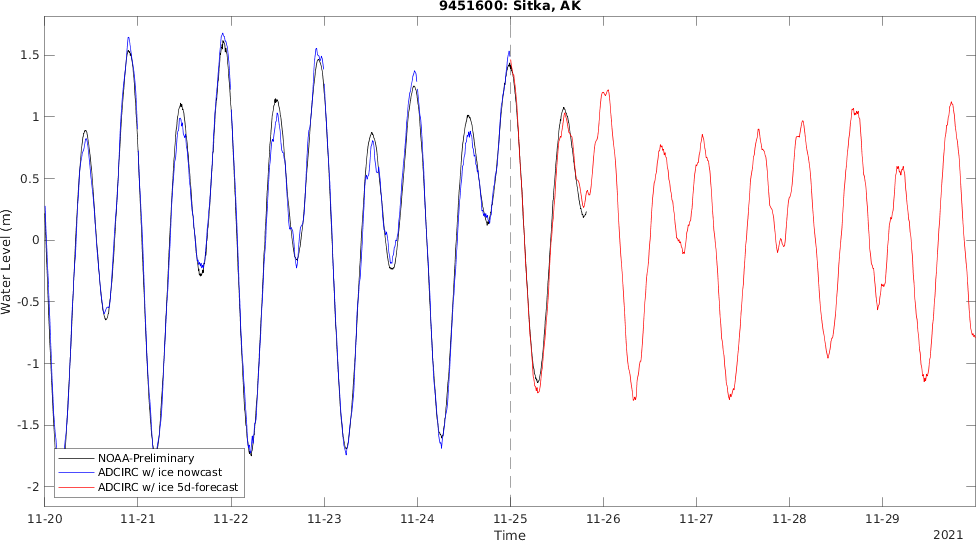 9451600: Sitka, AK
1.5
1
0.5
0
-0.5
-1
-1.5
-2
Water Level (m)
NOAA-Preliminary
ADCIRC w/ ice nowcast
ADCIRC w/ ice 5d-forecast
11-20 11-21 11-22 11-23 11-24 11-25 11-26 11-27 11-28 11-29
Time
2021